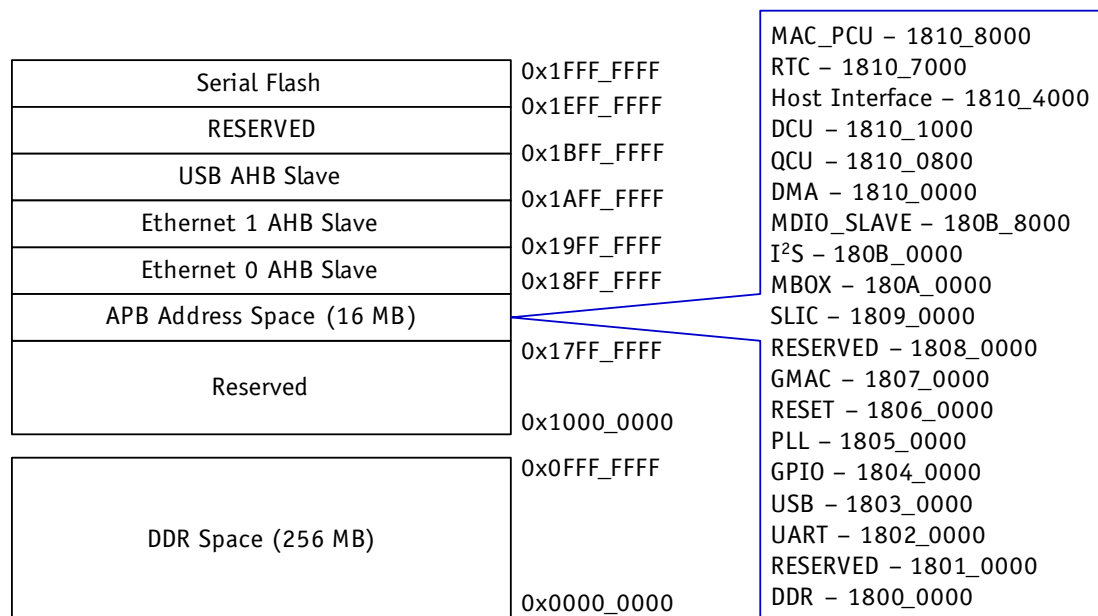 Serial Flash
RESERVED
USB AHB Slave
Ethernet 1 AHB Slave
Ethernet 0 AHB Slave
APB Address Space (16 MB)
Reserved
DDR Space (256 MB)
0x1FFF_FFFF
0x1EFF_FFFF
0x1BFF_FFFF
0x1AFF_FFFF
0x19FF_FFFF
0x18FF_FFFF
0x17FF_FFFF
0x1000_0000
0x0FFF_FFFF
0x0000_0000
MAC_PCU – 1810_8000
RTC – 1810_7000
Host Interface – 1810_4000
DCU – 1810_1000
QCU – 1810_0800
DMA – 1810_0000
MDIO_SLAVE – 180B_8000
I²S – 180B_0000
MBOX – 180A_0000
SLIC – 1809_0000
RESERVED – 1808_0000
GMAC – 1807_0000
RESET – 1806_0000
PLL – 1805_0000
GPIO – 1804_0000
USB – 1803_0000
UART – 1802_0000
RESERVED – 1801_0000
DDR – 1800_0000